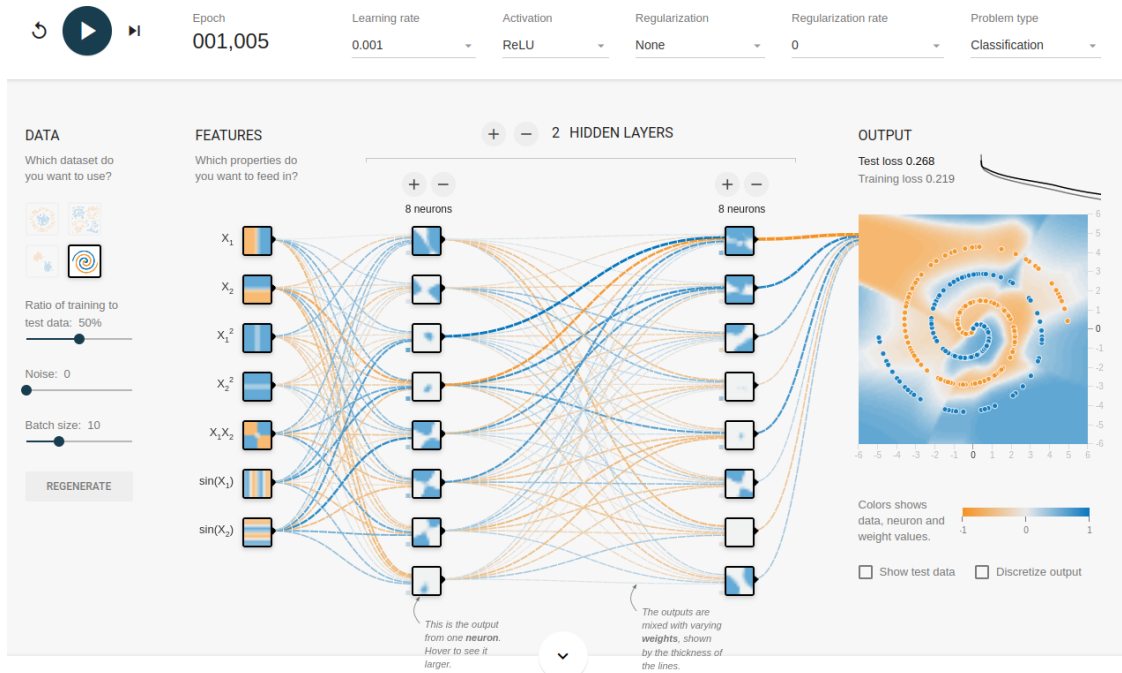 Epoch
001,005
Learning rate
0.001
Activation
ReLU
Regularization
None
Regularization rate
0
Problem type
Classification
DATA
Which dataset do
you want to use?
Ratio of training to
test data: 50%
Noise: 0
Batch size: 10
REGENERATE
FEATURES
Which properties do
you want to feed in?
X₁
X₂
X₁²
X₂²
X₁X₂
sin(X₁)
sin(X₂)
+ − 2 HIDDEN LAYERS
+ −
8 neurons
+ −
8 neurons
This is the output
from one neuron.
Hover to see it
larger.
The outputs are
mixed with varying
weights, shown
by the thickness of
the lines.
OUTPUT
Test loss 0.268
Training loss 0.219
6
5
4
3
2
1
0
-1
-2
-3
-4
-5
-6
-6 -5 -4 -3 -2 -1 0 1 2 3 4 5 6
Colors shows
data, neuron and
weight values.
-1 0 1
Show test data
Discretize output